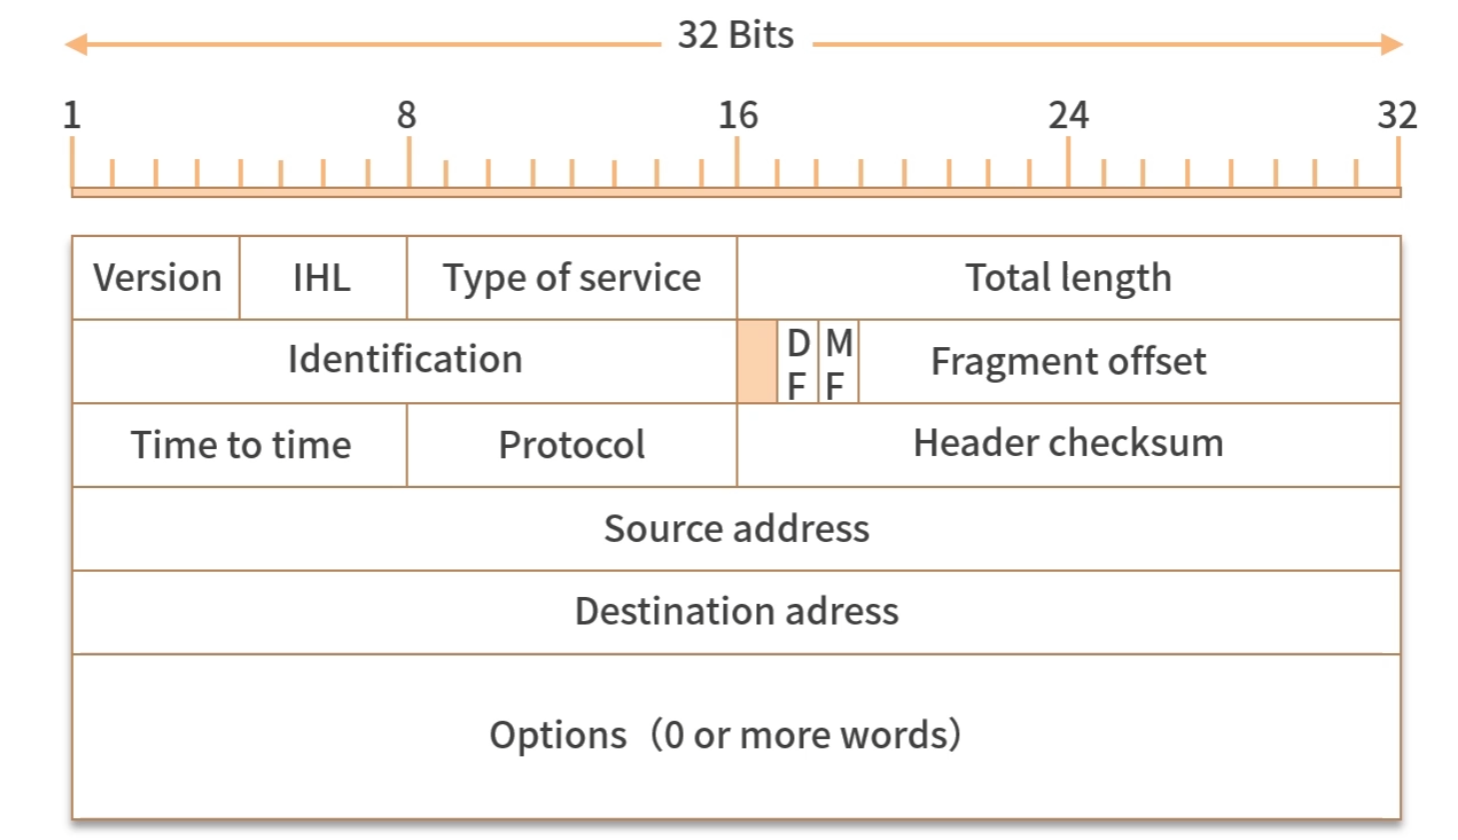 32 Bits
1 8 16 24 32
Version IHL Type of service Total length
Identification DF MF Fragment offset
Time to time Protocol Header checksum
Source address
Destination adress
Options（0 or more words）